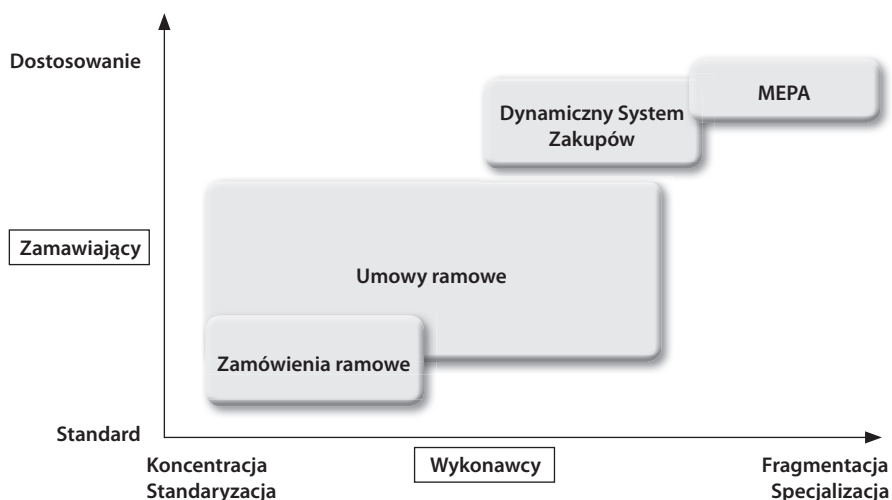 Dostosowanie
MEPA
Dynamiczny System
Zakupów
Zamawiający
Umowy ramowe
Zamówienia ramowe
Standard
Koncentracja
Standaryzacja
Wykonawcy
Fragmentacja
Specjalizacja